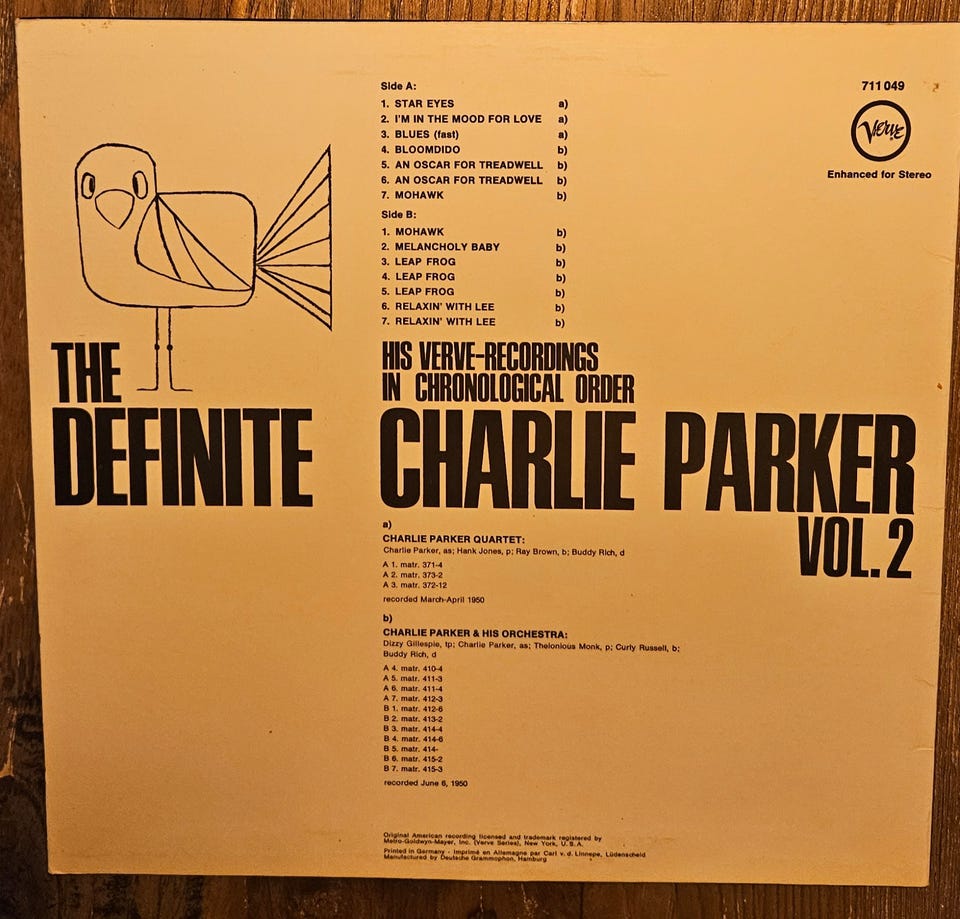 Side A:
1. STAR EYES a)
2. I'M IN THE MOOD FOR LOVE a)
3. BLUES (fast) a)
4. BLOOMDIDO b)
5. AN OSCAR FOR TREADWELL b)
6. AN OSCAR FOR TREADWELL b)
7. MOHAWK b)
Side B:
1. MOHAWK b)
2. MELANCHOLY BABY b)
3. LEAP FROG b)
4. LEAP FROG b)
5. LEAP FROG b)
6. RELAXIN' WITH LEE b)
7. RELAXIN' WITH LEE b)
711 049
Verve
Enhanced for Stereo
HIS VERVE-RECORDINGS
IN CHRONOLOGICAL ORDER
THE
DEFINITE CHARLIE PARKER
VOL. 2
a)
CHARLIE PARKER QUARTET:
Charlie Parker, as; Hank Jones, p; Ray Brown, b; Buddy Rich, d
A 1. matr. 371-4
A 2. matr. 373-2
A 3. matr. 372-12
recorded March-April 1950
b)
CHARLIE PARKER & HIS ORCHESTRA:
Dizzy Gillespie, tp; Charlie Parker, as; Thelonious Monk, p; Curly Russell, b;
Buddy Rich, d
A 4. matr. 410-4
A 5. matr. 411-3
A 6. matr. 411-4
A 7. matr. 412-3
B 1. matr. 412-6
B 2. matr. 413-2
B 3. matr. 414-4
B 4. matr. 414-6
B 5. matr. 414-
B 6. matr. 415-2
B 7. matr. 415-3
recorded June 6, 1950
Original American recording licensed and trademark registered by
Metro-Goldwyn-Mayer, Inc. (Verve Series), New York, U.S.A.
Printed in Germany - Imprimé en Allemagne par Carl v. d. Linnepe, Lüdenscheid
Manufactured by Deutsche Grammophon, Hamburg